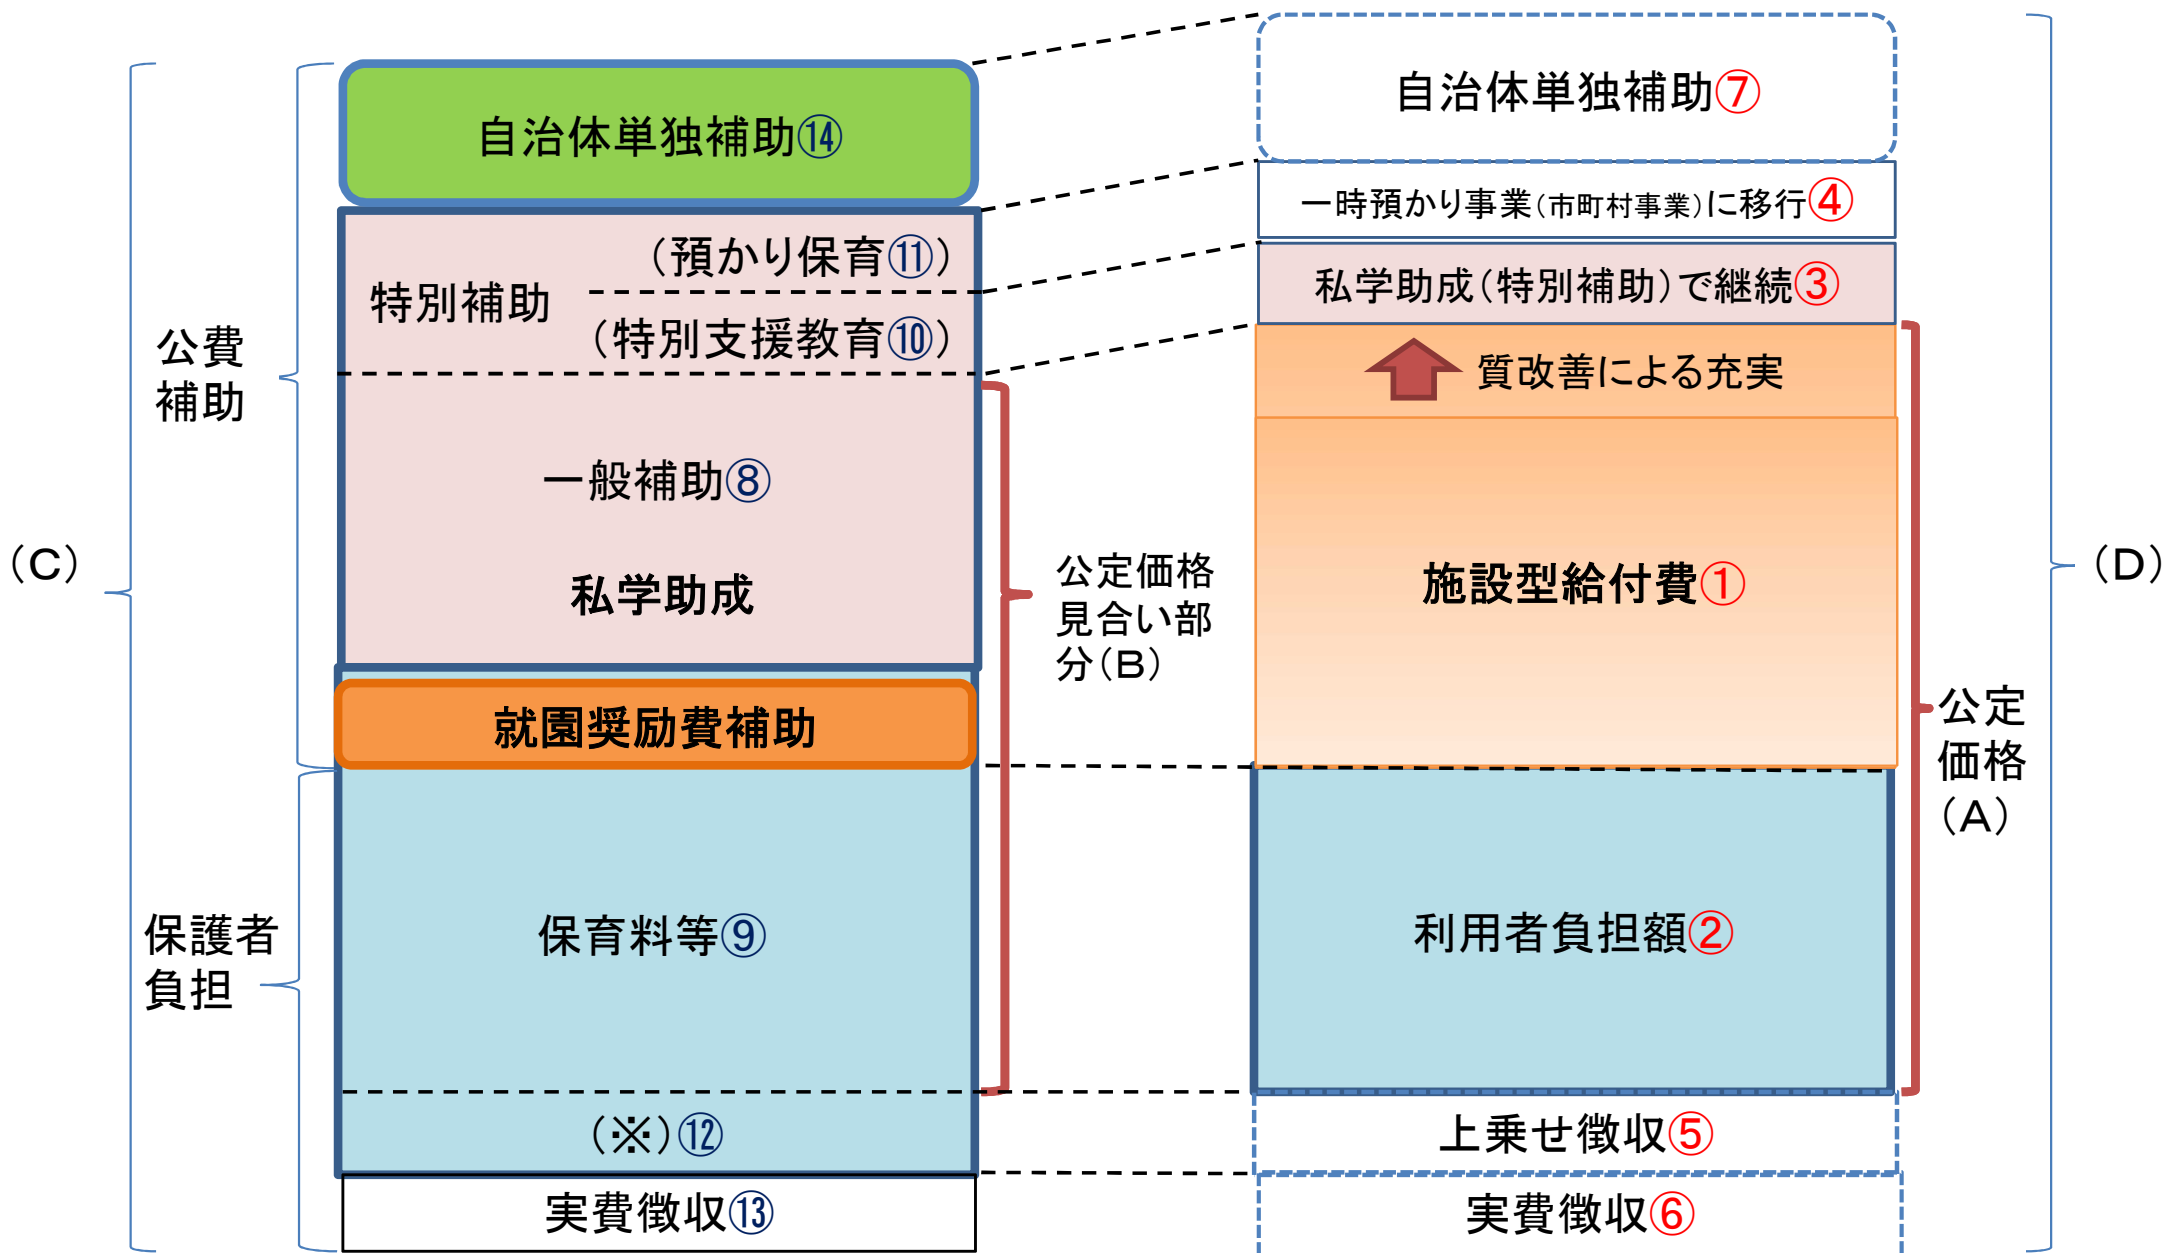 自治体単独補助⑭
特別補助
（預かり保育⑪）
（特別支援教育⑩）
一般補助⑧
私学助成
就園奨励費補助
保育料等⑨
（※）⑫
実費徴収⑬
公費
補助
保護者
負担
（C）
公定価格
見合い部
分（B）
自治体単独補助⑦
一時預かり事業（市町村事業）に移行④
私学助成（特別補助）で継続③
質改善による充実
施設型給付費①
利用者負担額②
上乗せ徴収⑤
実費徴収⑥
公定
価格
（A）
（D）